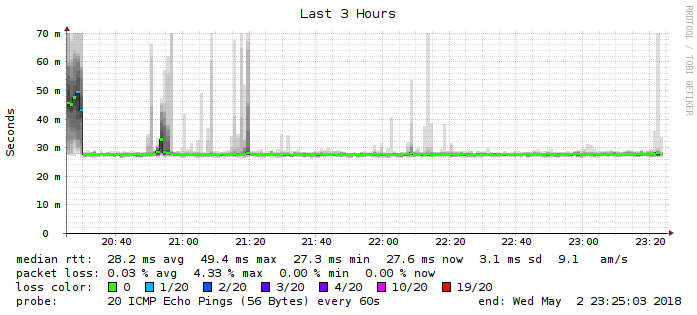 Last 3 Hours
RRDTOOL / TOBI OETIKER
Seconds
70 m
60 m
50 m
40 m
30 m
20 m
10 m
0
20:40 21:00 21:20 21:40 22:00 22:20 22:40 23:00 23:20
median rtt: 28.2 ms avg 49.4 ms max 27.3 ms min 27.6 ms now 3.1 ms sd 9.1 am/s
packet loss: 0.03 % avg 4.33 % max 0.00 % min 0.00 % now
loss color: 0 1/20 2/20 3/20 4/20 10/20 19/20
probe: 20 ICMP Echo Pings (56 Bytes) every 60s end: Wed May 2 23:25:03 2018